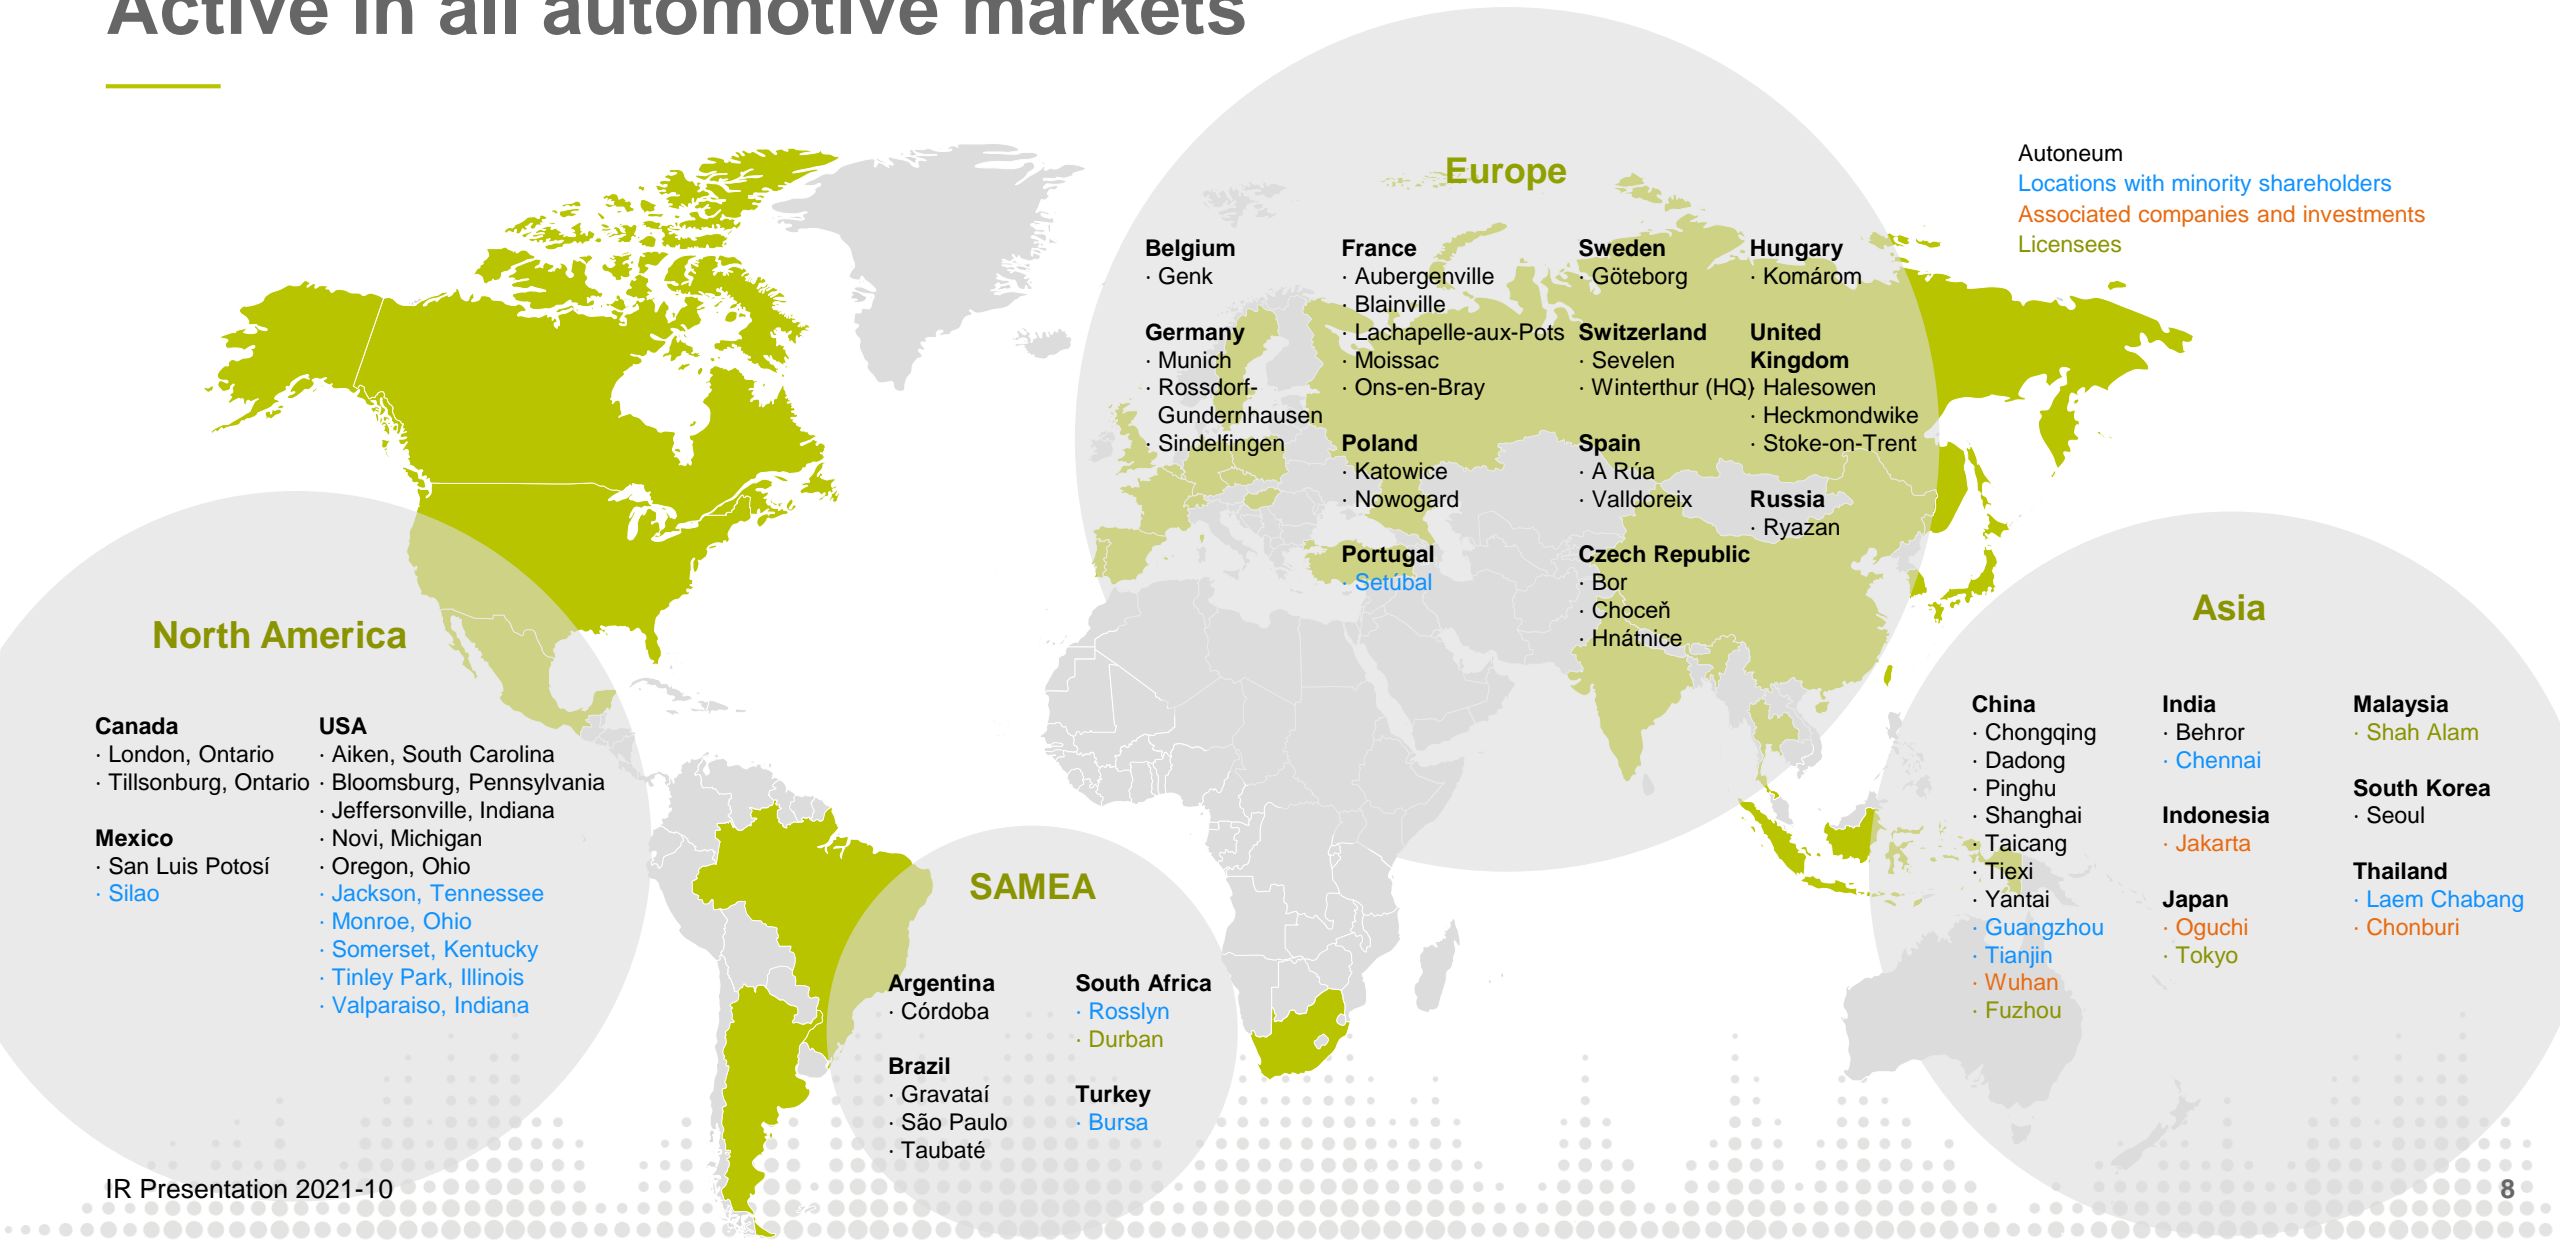 Active in all automotive markets
Autoneum
Locations with minority shareholders
Associated companies and investments
Licensees
Europe
Belgium
· Genk
Germany
· Munich
· Rossdorf-
Gundernhausen
· Sindelfingen
France
· Aubergenville
· Blainville
· Lachapelle-aux-Pots
· Moissac
· Ons-en-Bray
Poland
· Katowice
· Nowogard
Portugal
· Setúbal
Sweden
· Göteborg
Switzerland
· Sevelen
· Winterthur (HQ)
Spain
· A Rúa
· Valldoreix
Czech Republic
· Bor
· Choceň
· Hnátnice
Hungary
· Komárom
United
Kingdom
· Halesowen
· Heckmondwike
· Stoke-on-Trent
Russia
· Ryazan
North America
Canada
· London, Ontario
· Tillsonburg, Ontario
Mexico
· San Luis Potosí
· Silao
USA
· Aiken, South Carolina
· Bloomsburg, Pennsylvania
· Jeffersonville, Indiana
· Novi, Michigan
· Oregon, Ohio
· Jackson, Tennessee
· Monroe, Ohio
· Somerset, Kentucky
· Tinley Park, Illinois
· Valparaiso, Indiana
SAMEA
Argentina
· Córdoba
Brazil
· Gravataí
· São Paulo
· Taubaté
South Africa
· Rosslyn
· Durban
Turkey
· Bursa
Asia
China
· Chongqing
· Dadong
· Pinghu
· Shanghai
· Taicang
· Tiexi
· Yantai
· Guangzhou
· Tianjin
· Wuhan
· Fuzhou
India
· Behror
· Chennai
Indonesia
· Jakarta
Japan
· Oguchi
· Tokyo
Malaysia
· Shah Alam
South Korea
· Seoul
Thailand
· Laem Chabang
· Chonburi
IR Presentation 2021-10
8